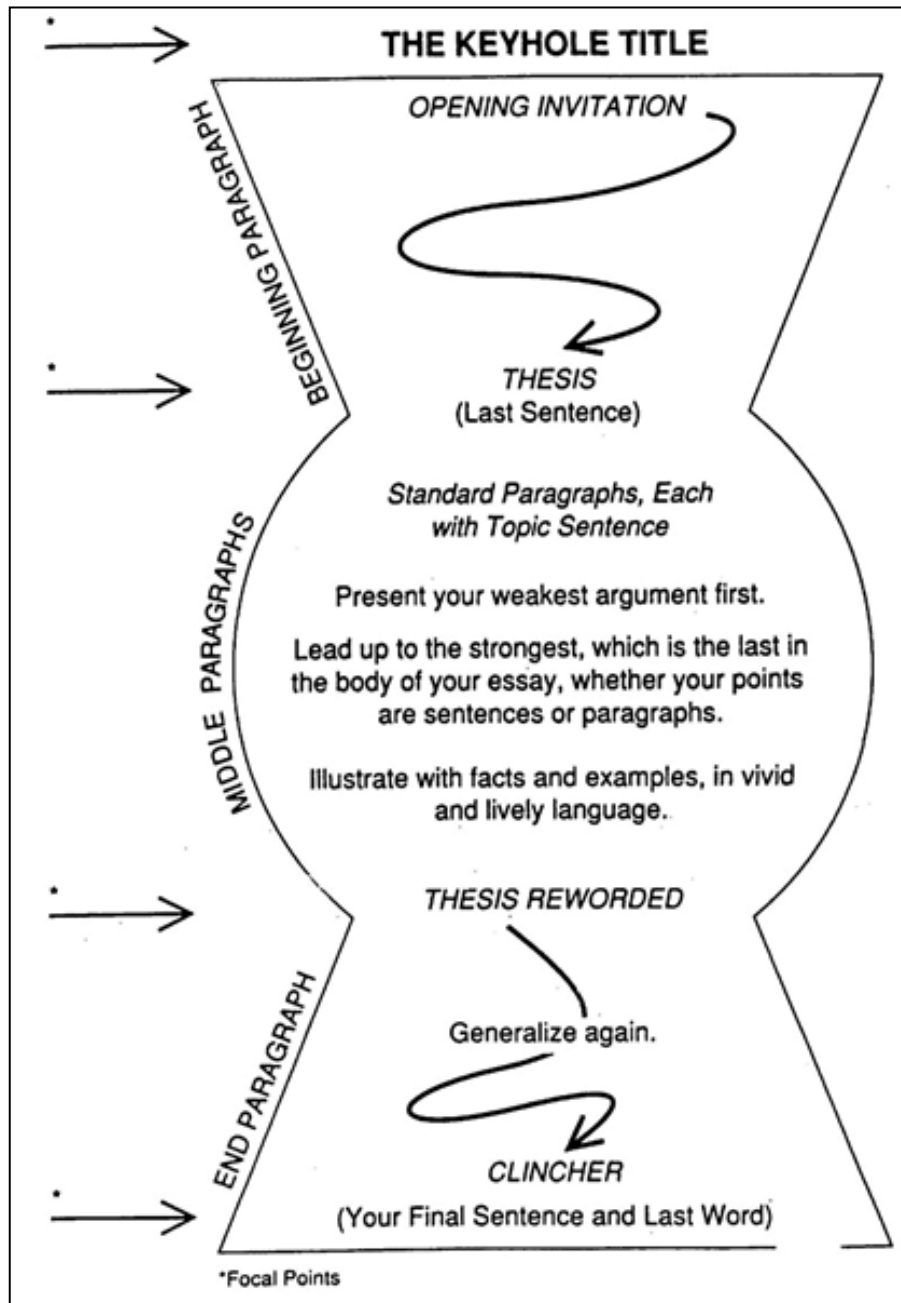 *
THE KEYHOLE TITLE
OPENING INVITATION
BEGINNING PARAGRAPH
*
THESIS
(Last Sentence)
Standard Paragraphs, Each
with Topic Sentence
MIDDLE PARAGRAPHS
Present your weakest argument first.
Lead up to the strongest, which is the last in
the body of your essay, whether your points
are sentences or paragraphs.
Illustrate with facts and examples, in vivid
and lively language.
*
THESIS REWORDED
END PARAGRAPH
Generalize again.
CLINCHER
*
(Your Final Sentence and Last Word)
*Focal Points